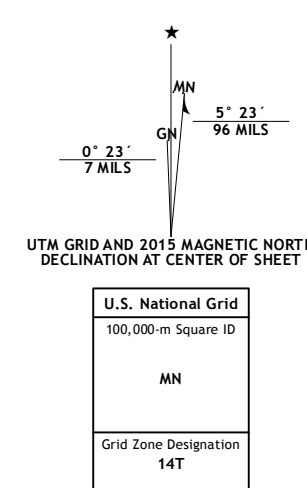 MN
GN
5° 23´
96 MILS
0° 23´
7 MILS
UTM GRID AND 2015 MAGNETIC NORTH
DECLINATION AT CENTER OF SHEET
U.S. National Grid
100,000-m Square ID
MN
Grid Zone Designation
14T